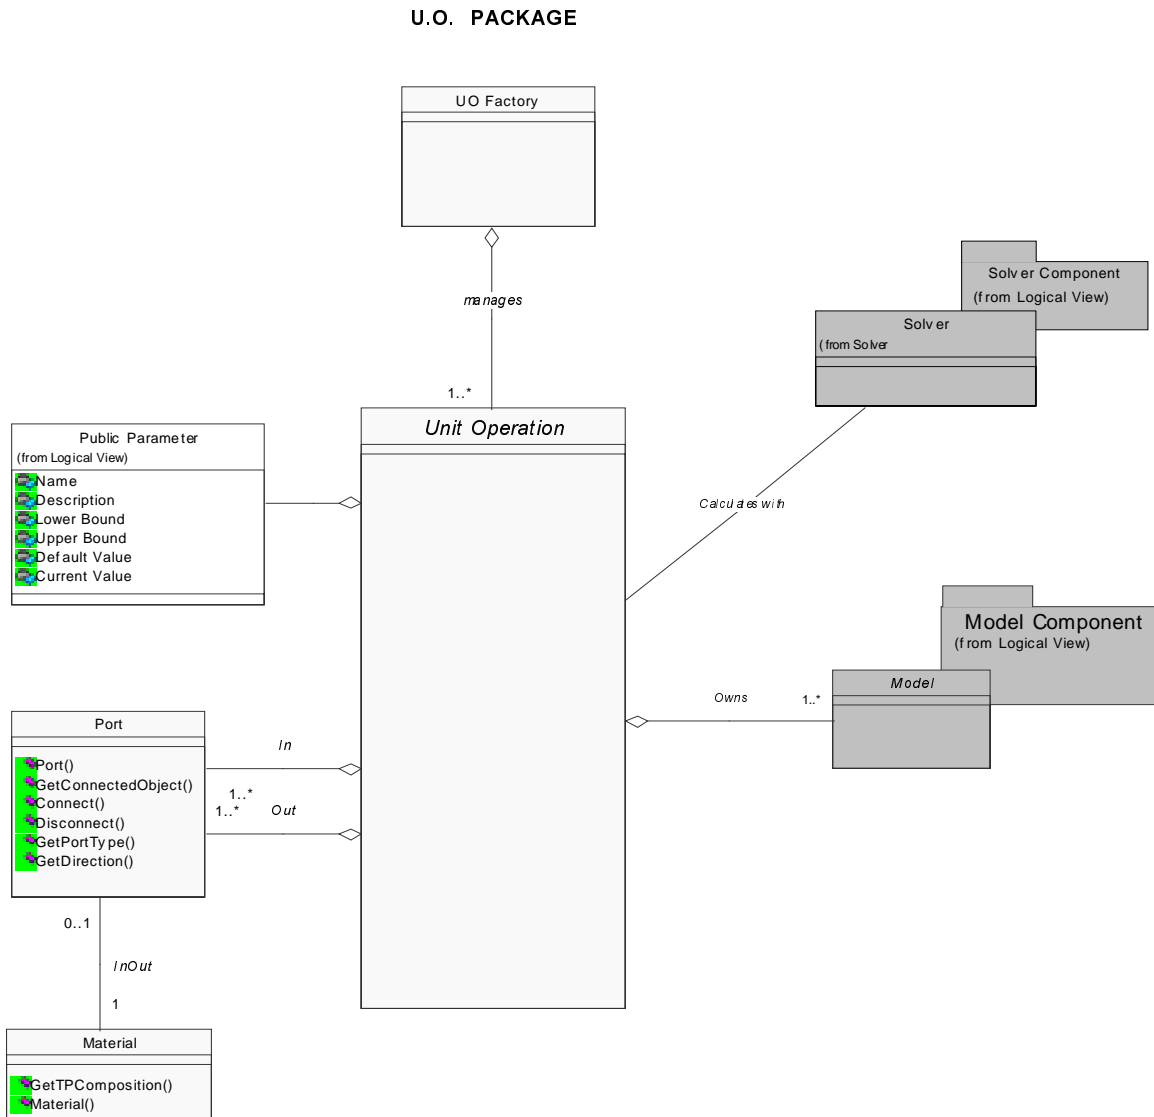 U.O. PACKAGE
UO Factory
manages
1..*
Solver Component
(from Logical View)
Solver
(from Solver
Unit Operation
Public Parameter
(from Logical View)
Name
Description
Lower Bound
Upper Bound
Default Value
Current Value
Calculates with
Model Component
(from Logical View)
Model
Owns
1..*
Port
Port()
GetConnectedObject()
Connect()
Disconnect()
GetPortType()
GetDirection()
In
1..*
1..*
Out
0..1
InOut
1
Material
GetTPComposition()
Material()